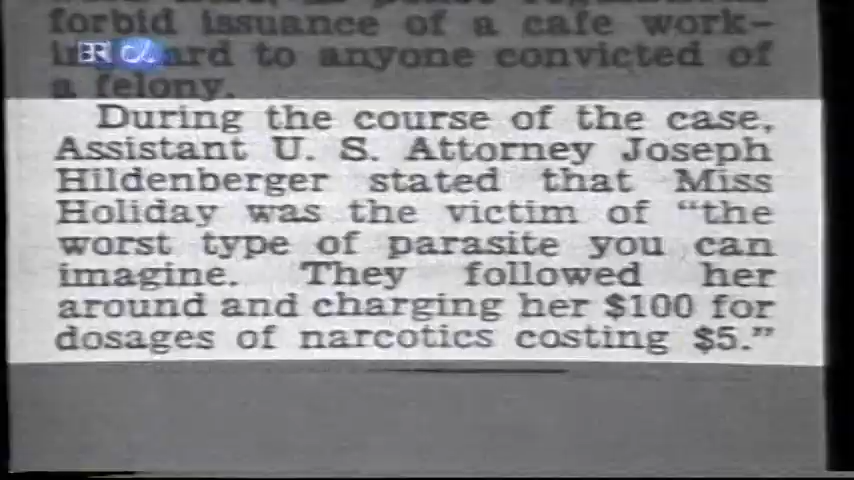 forbid issuance of a cafe work-
ard to anyone convicted of
a felony.
During the course of the case,
Assistant U. S. Attorney Joseph
Hildenberger stated that Miss
Holiday was the victim of “the
worst type of parasite you can
imagine. They followed her
around and charging her $100 for
dosages of narcotics costing $5.”
BR